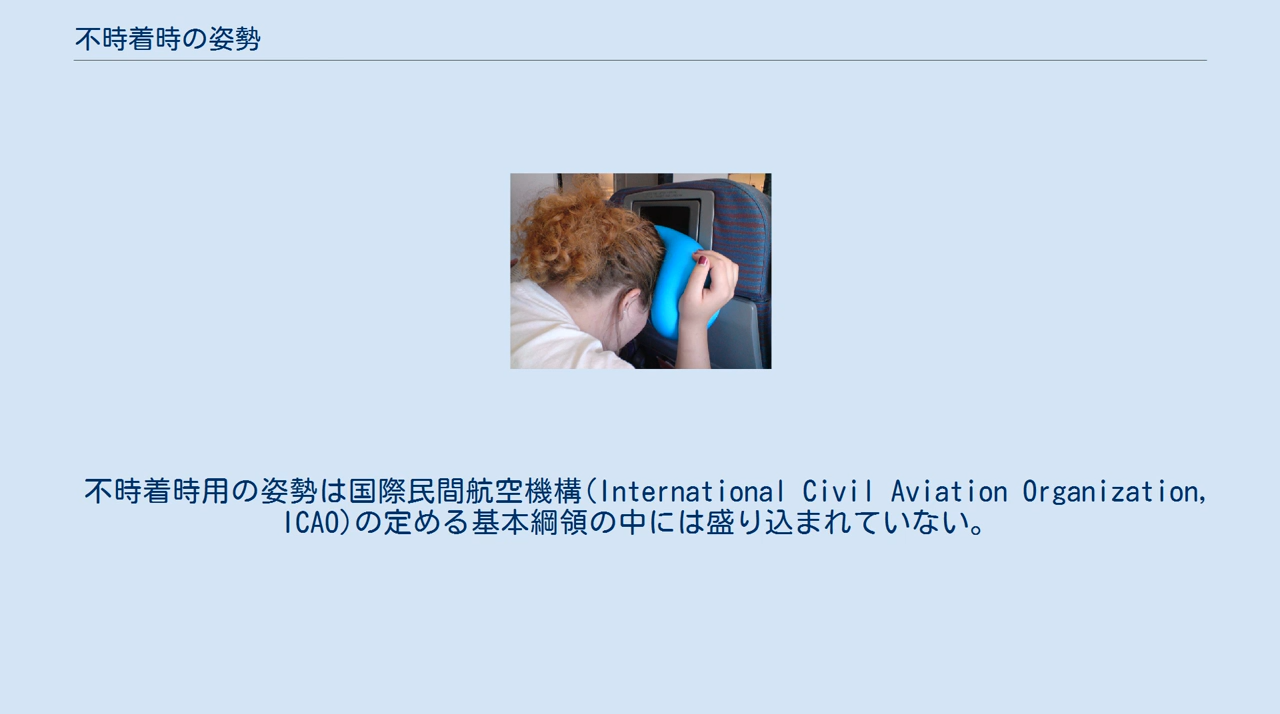 不時着時の姿勢
不時着時用の姿勢は国際民間航空機構(International Civil Aviation Organization,
ICAO)の定める基本綱領の中には盛り込まれていない。